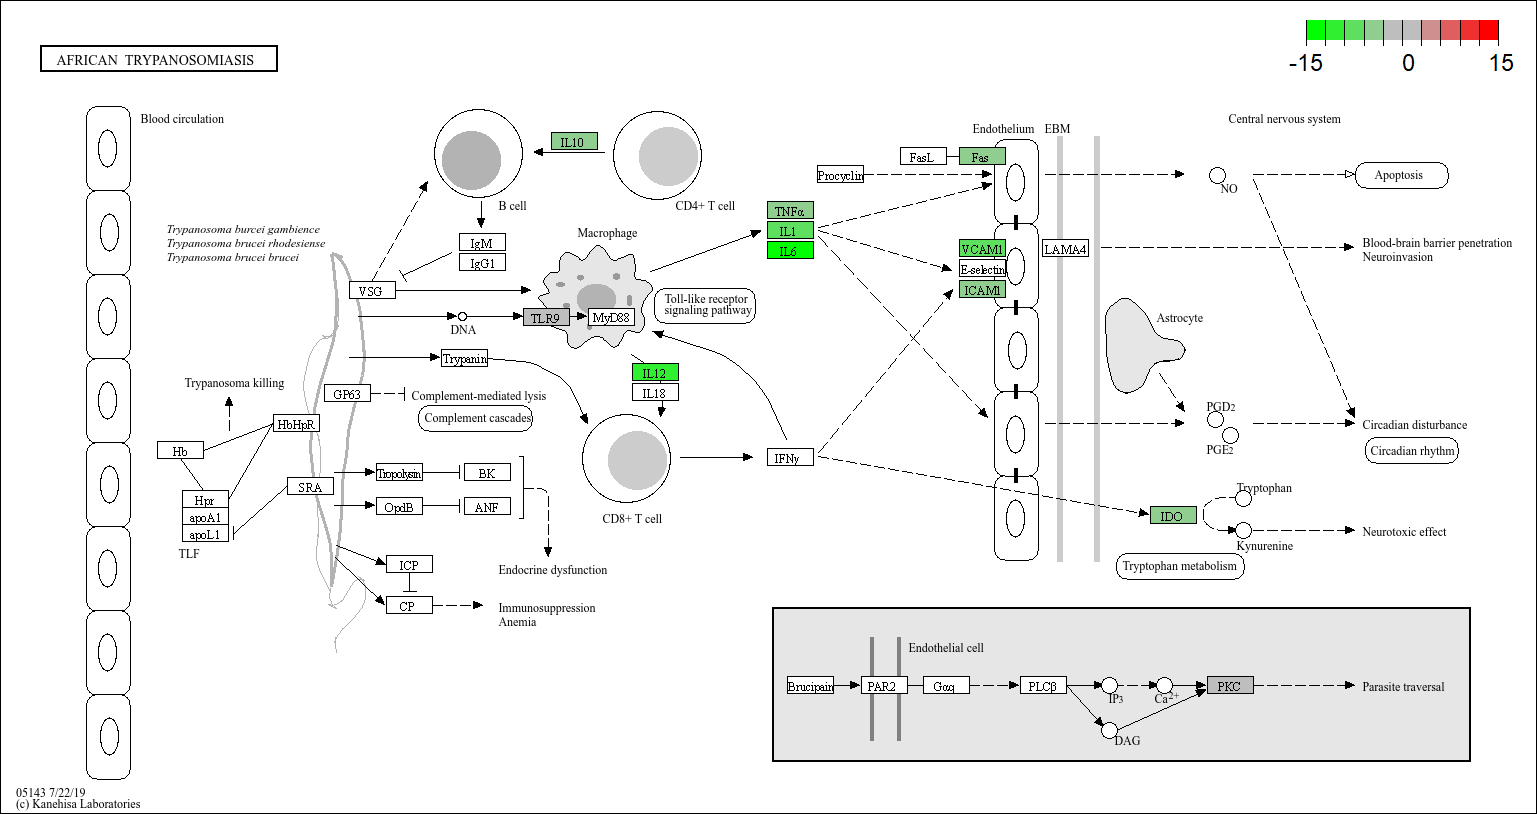 AFRICAN TRYPANOSOMIASIS
-15 0 15
Blood circulation
Endothelium
EBM
Central nervous system
IL10
FasL
Fas
Procyclin
NO
Apoptosis
B cell
CD4+ T cell
Trypanosoma burcei gambience
Trypanosoma brucei rhodesiense
Trypanosoma brucei brucei
IgM
IgG1
Macrophage
TNFα
IL1
IL6
VCAM1
E-selectin
ICAM1
LAMA4
Blood-brain barrier penetration
Neuroinvasion
VSG
Toll-like receptor
signaling pathway
DNA
TLR9
MyD88
Astrocyte
Trypanin
IL12
IL18
Trypanosoma killing
GP63
Complement-mediated lysis
Complement cascades
HbHpR
Hb
PGD2
PGE2
Circadian disturbance
Circadian rhythm
IFNγ
Tropolysin
BK
SRA
Hpr
apoA1
apoL1
TLF
OpdB
ANF
CD8+ T cell
Tryptophan
IDO
Kynurenine
Neurotoxic effect
Tryptophan metabolism
ICP
Endocrine dysfunction
CP
Immunosuppression
Anemia
Endothelial cell
Brucipain
PAR2
Gαq
PLCβ
IP3
Ca2+
PKC
Parasite traversal
DAG
05143 7/22/19
(c) Kanehisa Laboratories